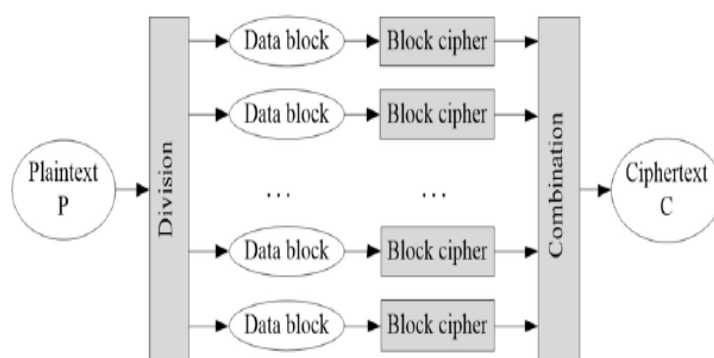 Data block
Block cipher
Data block
Block cipher
Plaintext
P
Division
...
...
Combination
Ciphertext
C
Data block
Block cipher
Data block
Block cipher